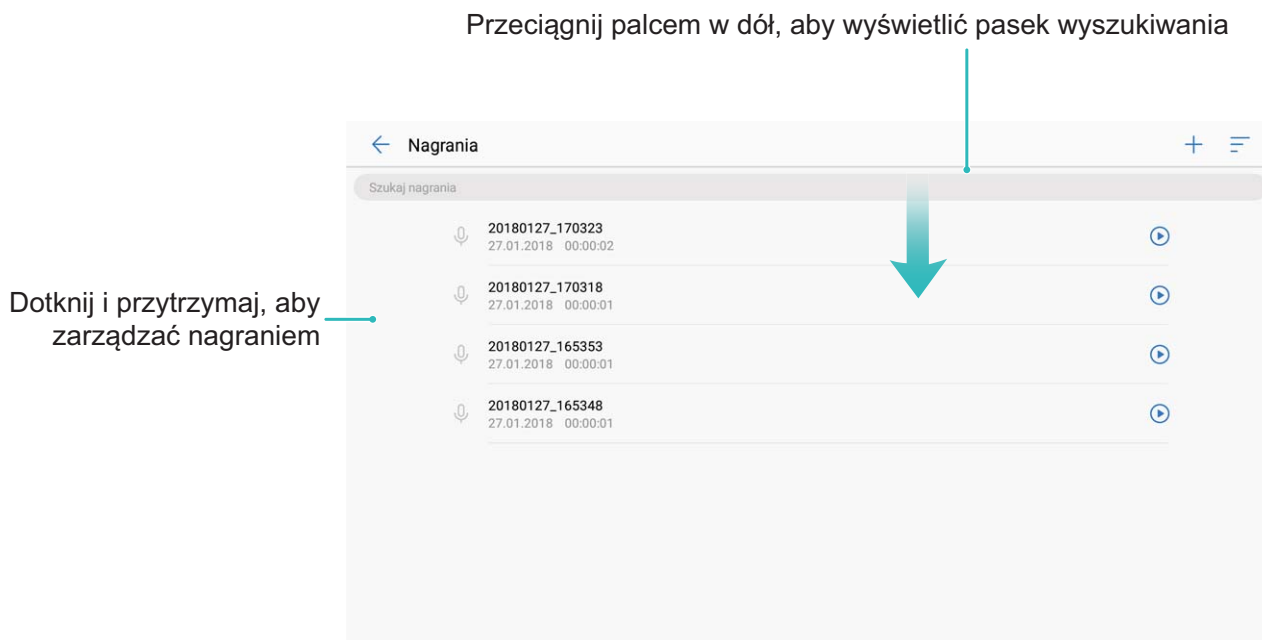 Przeciągnij palcem w dół, aby wyświetlić pasek wyszukiwania
Nagrania
Szukaj nagrania
20180127_170323
27.01.2018 00:00:02
20180127_170318
27.01.2018 00:00:01
Dotknij i przytrzymaj, aby
zarządzać nagraniem
20180127_165353
27.01.2018 00:00:01
20180127_165348
27.01.2018 00:00:01